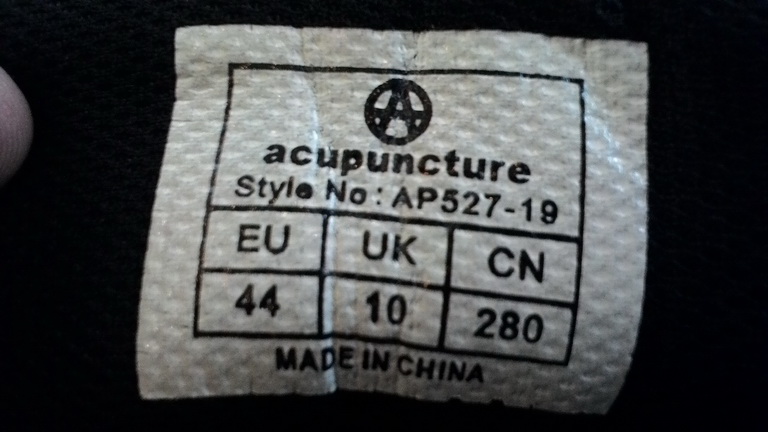 acupuncture
Style No: AP527-19
EU UK CN
44 10 280
MADE IN CHINA